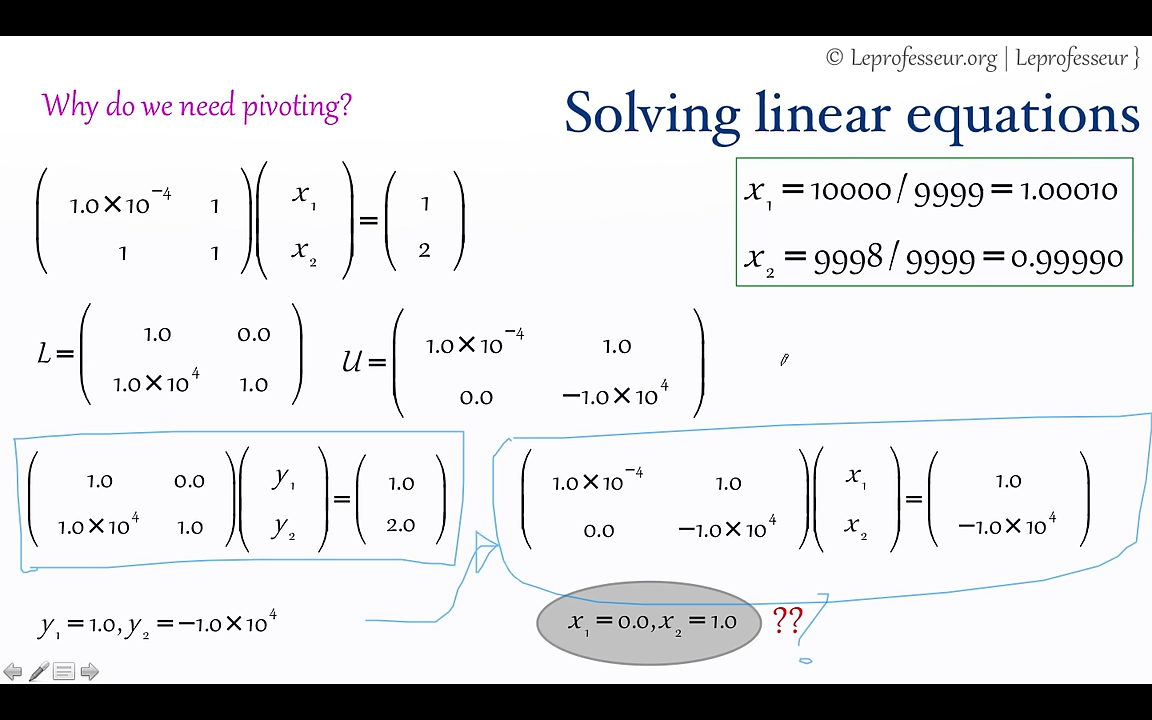 © Leprofesseur.org | Leprofesseur }
Why do we need pivoting?
Solving linear equations
( 1.0×10⁻⁴ 1 ; 1 1 ) ( x₁ ; x₂ ) = ( 1 ; 2 )
x₁ = 10000 / 9999 = 1.00010
x₂ = 9998 / 9999 = 0.99990
L = ( 1.0 0.0 ; 1.0×10⁴ 1.0 ) U = ( 1.0×10⁻⁴ 1.0 ; 0.0 −1.0×10⁴ )
( 1.0 0.0 ; 1.0×10⁴ 1.0 ) ( y₁ ; y₂ ) = ( 1.0 ; 2.0 )
( 1.0×10⁻⁴ 1.0 ; 0.0 −1.0×10⁴ ) ( x₁ ; x₂ ) = ( 1.0 ; −1.0×10⁴ )
y₁ = 1.0, y₂ = −1.0×10⁴
x₁ = 0.0, x₂ = 1.0 ?? ?